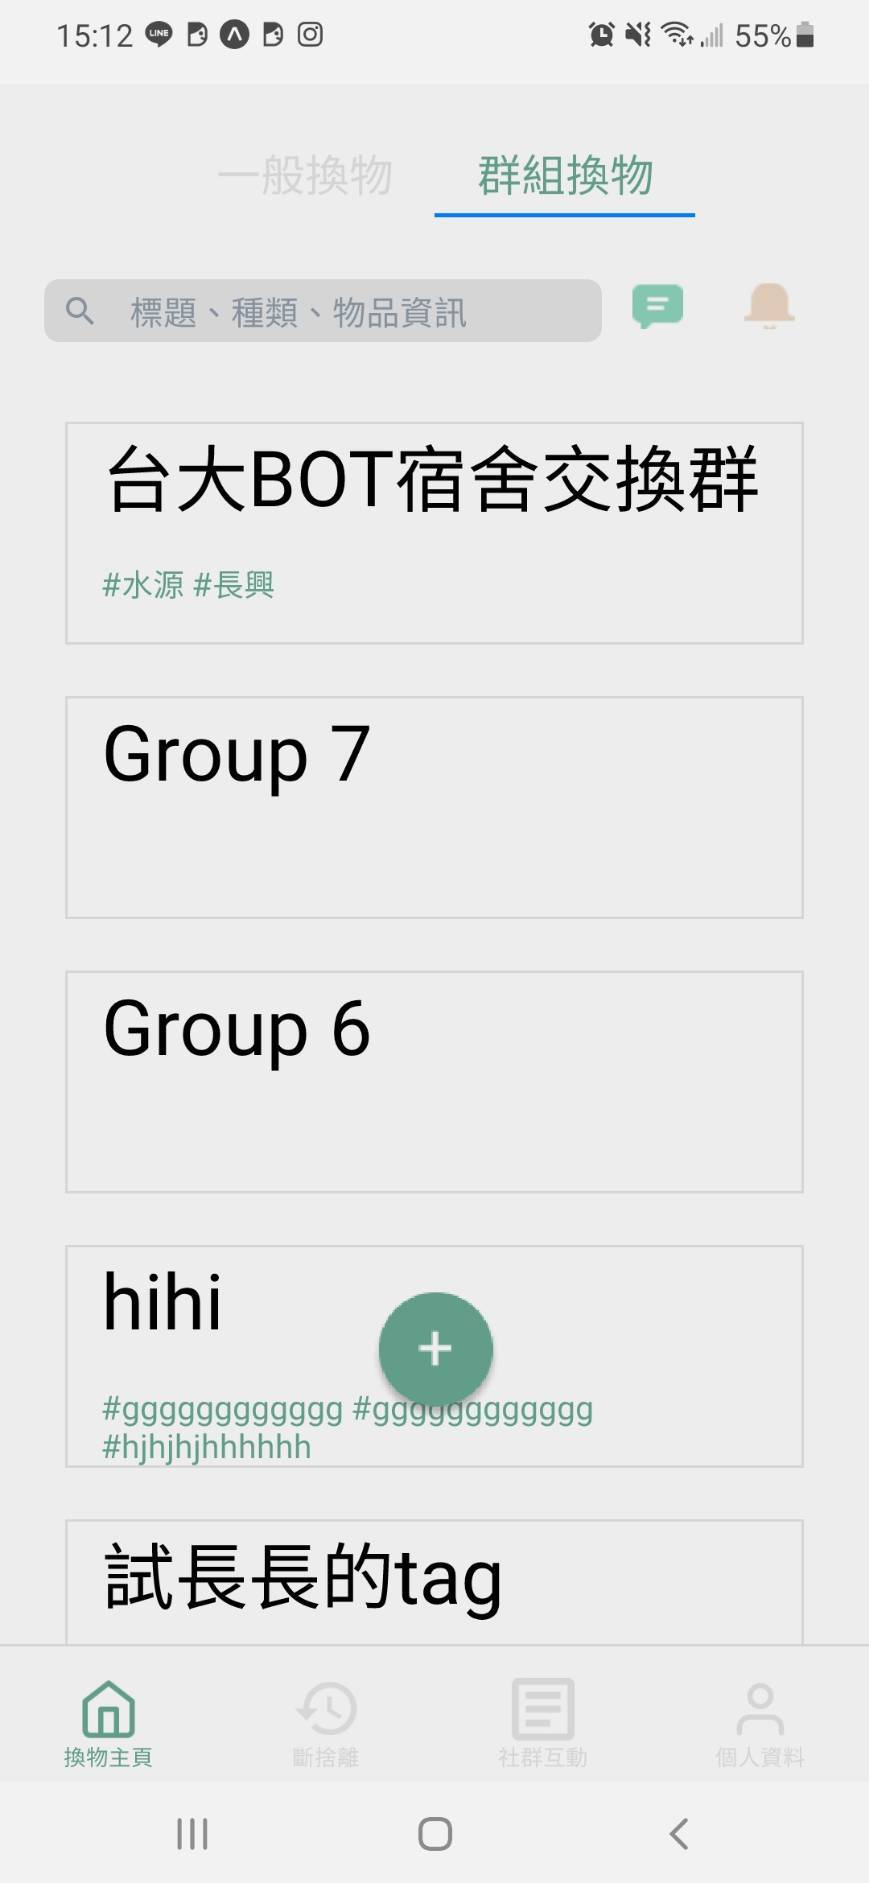 15:12 LINE 55%
一般換物 群組換物
標題、種類、物品資訊
台大BOT宿舍交換群
#水源 #長興
Group 7
Group 6
hihi
+
#gggggggggggg #gggggggggggg
#hjhjhjhhhhhh
試長長的tag
換物主頁 斷捨離 社群互動 個人資料